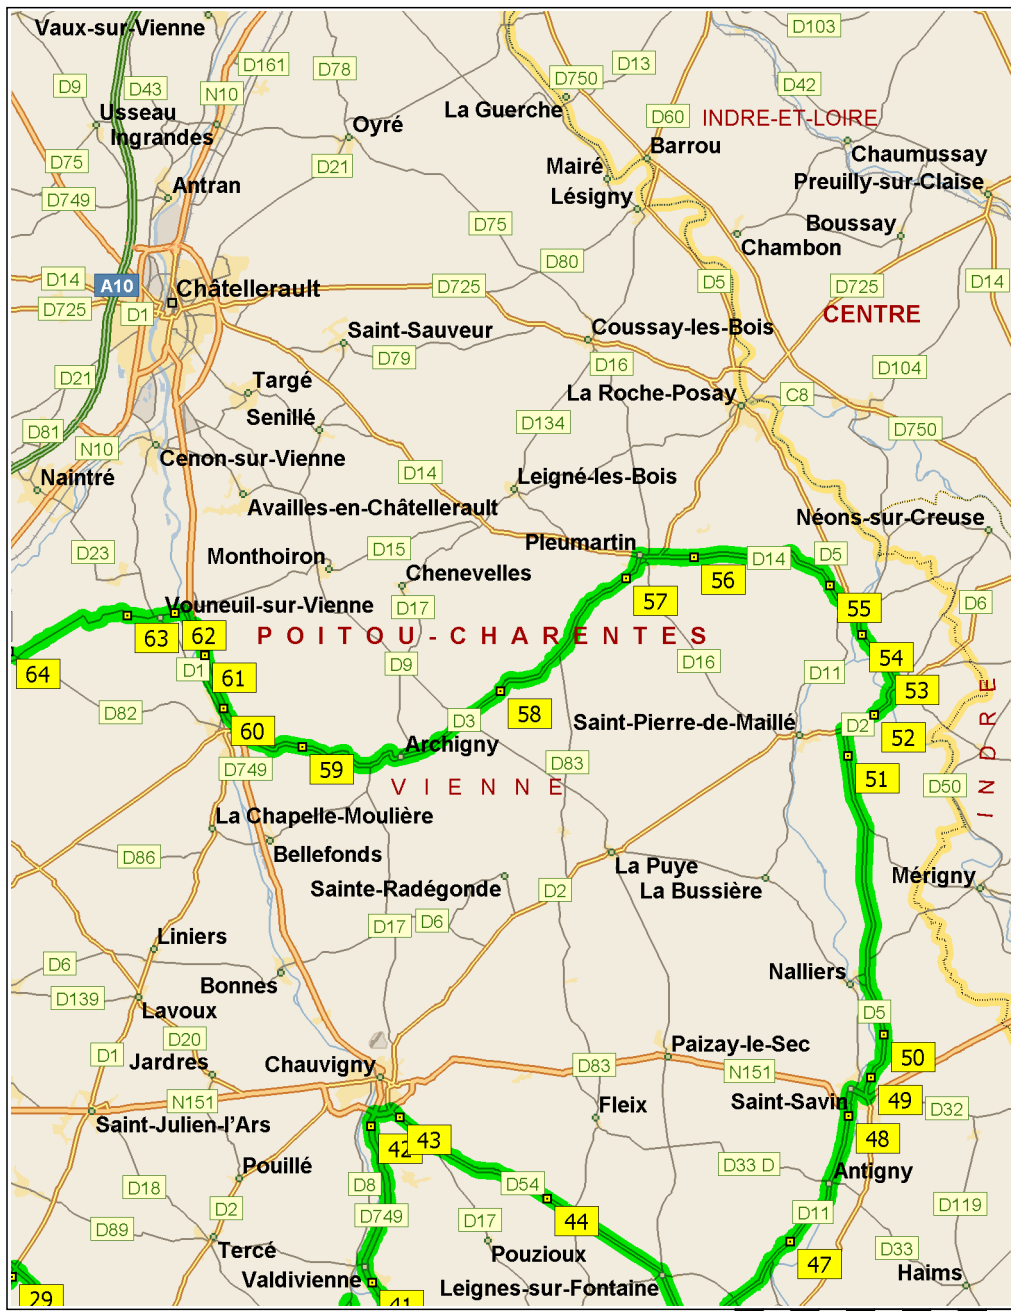 Vaux-sur-Vienne
D103
D161
D78
D13
D750
D9
D43
N10
D42
La Guerche
Usseau
Ingrandes
Oyré
D60
INDRE-ET-LOIRE
Barrou
Chaumussay
D75
D21
Mairé
Preuilly-sur-Claise
Antran
D749
Lésigny
D75
Boussay
Chambon
D80
D14
A10
Châtellerault
D725
D5
D725
D14
D725
D1
CENTRE
Saint-Sauveur
Coussay-les-Bois
D79
D16
D104
D21
Targé
La Roche-Posay
C8
Senillé
D134
D81
N10
D750
Cenon-sur-Vienne
D14
Naintré
Leigné-les-Bois
Availles-en-Châtellerault
Néons-sur-Creuse
D23
Monthoiron
D15
Pleumartin
D14
D5
56
Chenevelles
57
55
D17
D6
Vouneuil-sur-Vienne
63
62
POITOU-CHARENTES
54
64
D1
61
D9
D16
D11
53
INDRE
D82
60
D3
58
Saint-Pierre-de-Maillé
D2
52
Archigny
59
D749
D83
51
VIENNE
D50
La Chapelle-Moulière
D86
Bellefonds
La Puye
Sainte-Radégonde
La Bussière
Mérigny
D2
D17
D6
Liniers
D6
Bonnes
Nalliers
D139
Lavoux
D5
D20
D1
Jardres
Chauvigny
Paizay-le-Sec
50
D83
N151
N151
Saint-Savin
49
Fleix
D32
Saint-Julien-l'Ars
42
43
48
Pouillé
D33 D
Antigny
D18
D8
D54
D2
D749
44
D11
D119
D89
D17
Tercé
Pouzioux
47
D33
Valdivienne
Leignes-sur-Fontaine
Haims
29
41